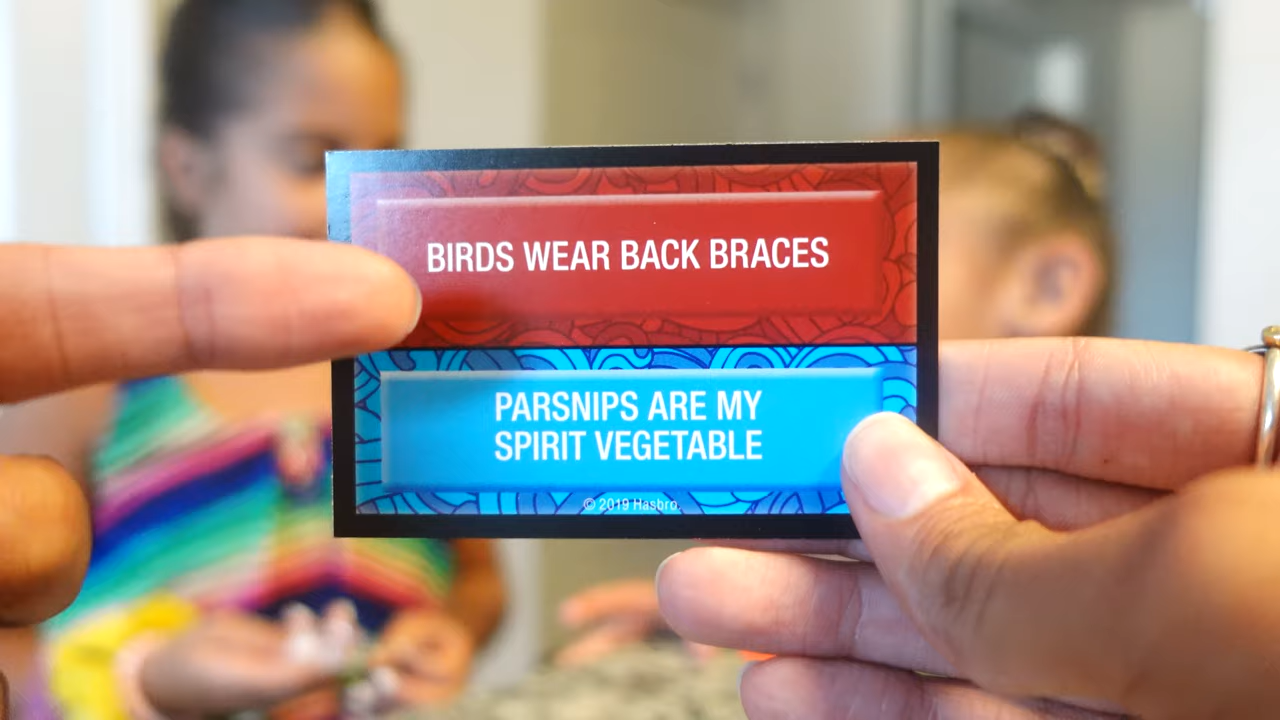 BIRDS WEAR BACK BRACES
PARSNIPS ARE MY
SPIRIT VEGETABLE
© 2019 Hasbro.